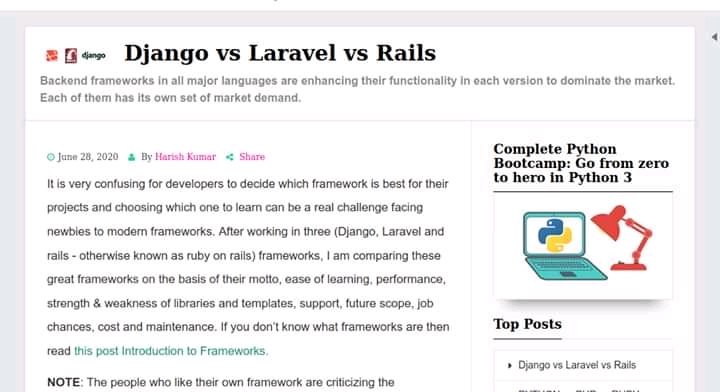 django
Django vs Laravel vs Rails
Backend frameworks in all major languages are enhancing their functionality in each version to dominate the market.
Each of them has its own set of market demand.
June 28, 2020 By Harish Kumar Share
It is very confusing for developers to decide which framework is best for their
projects and choosing which one to learn can be a real challenge facing
newbies to modern frameworks. After working in three (Django, Laravel and
rails - otherwise known as ruby on rails) frameworks, I am comparing these
great frameworks on the basis of their motto, ease of learning, performance,
strength & weakness of libraries and templates, support, future scope, job
chances, cost and maintenance. If you don't know what frameworks are then
read this post Introduction to Frameworks.
NOTE: The people who like their own framework are criticizing the
Complete Python
Bootcamp: Go from zero
to hero in Python 3
Top Posts
Django vs Laravel vs Rails